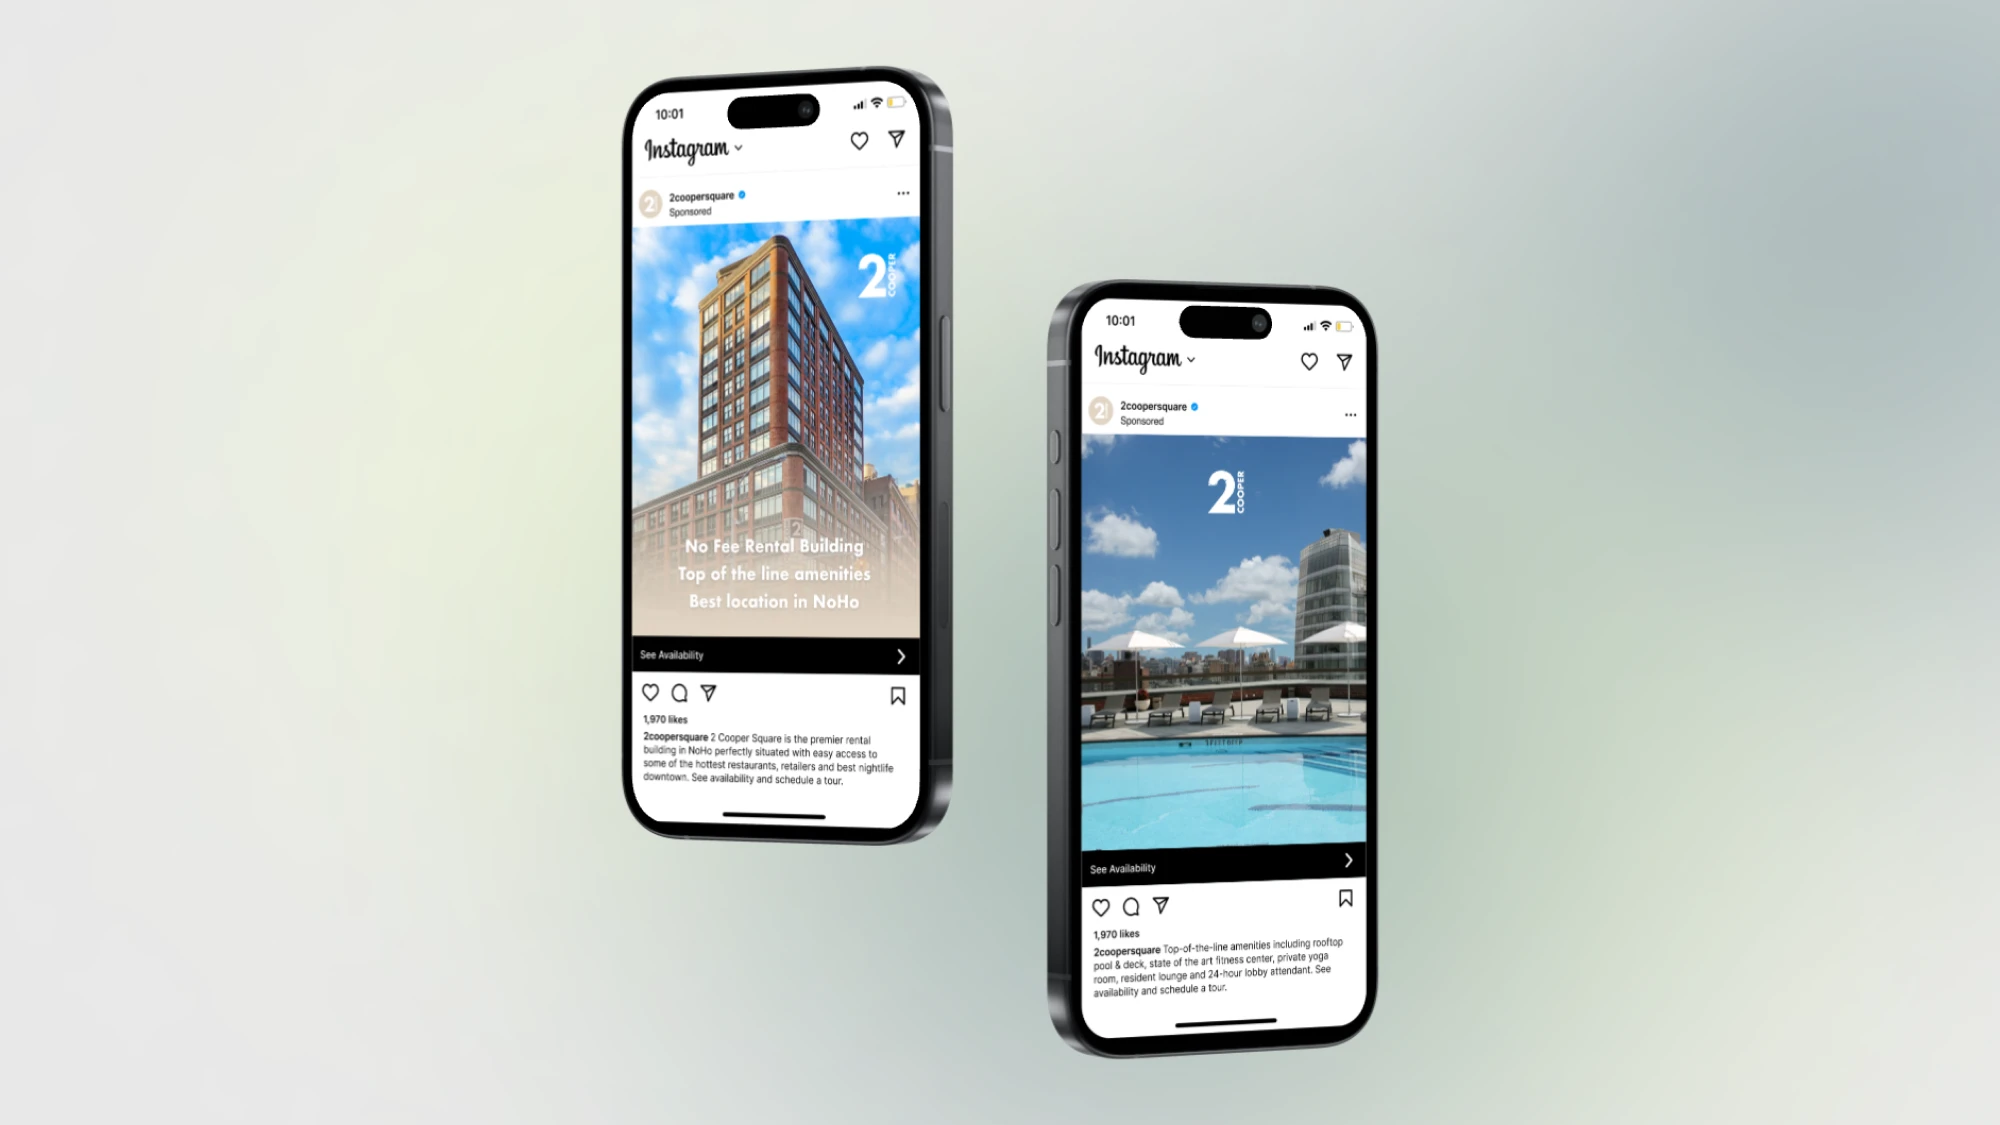 10:01
Instagram
2
2coopersquare
Sponsored
2
COOPER
2
No Fee Rental Building
Top of the line amenities
Best location in NoHo
See Availability
1,970 likes
2coopersquare 2 Cooper Square is the premier rental
building in NoHo perfectly situated with easy access to
some of the hottest restaurants, retailers and best nightlife
downtown. See availability and schedule a tour.
10:01
Instagram
2
2coopersquare
Sponsored
2
COOPER
See Availability
1,970 likes
2coopersquare Top-of-the-line amenities including rooftop
pool & deck, state of the art fitness center, private yoga
room, resident lounge and 24-hour lobby attendant. See
availability and schedule a tour.